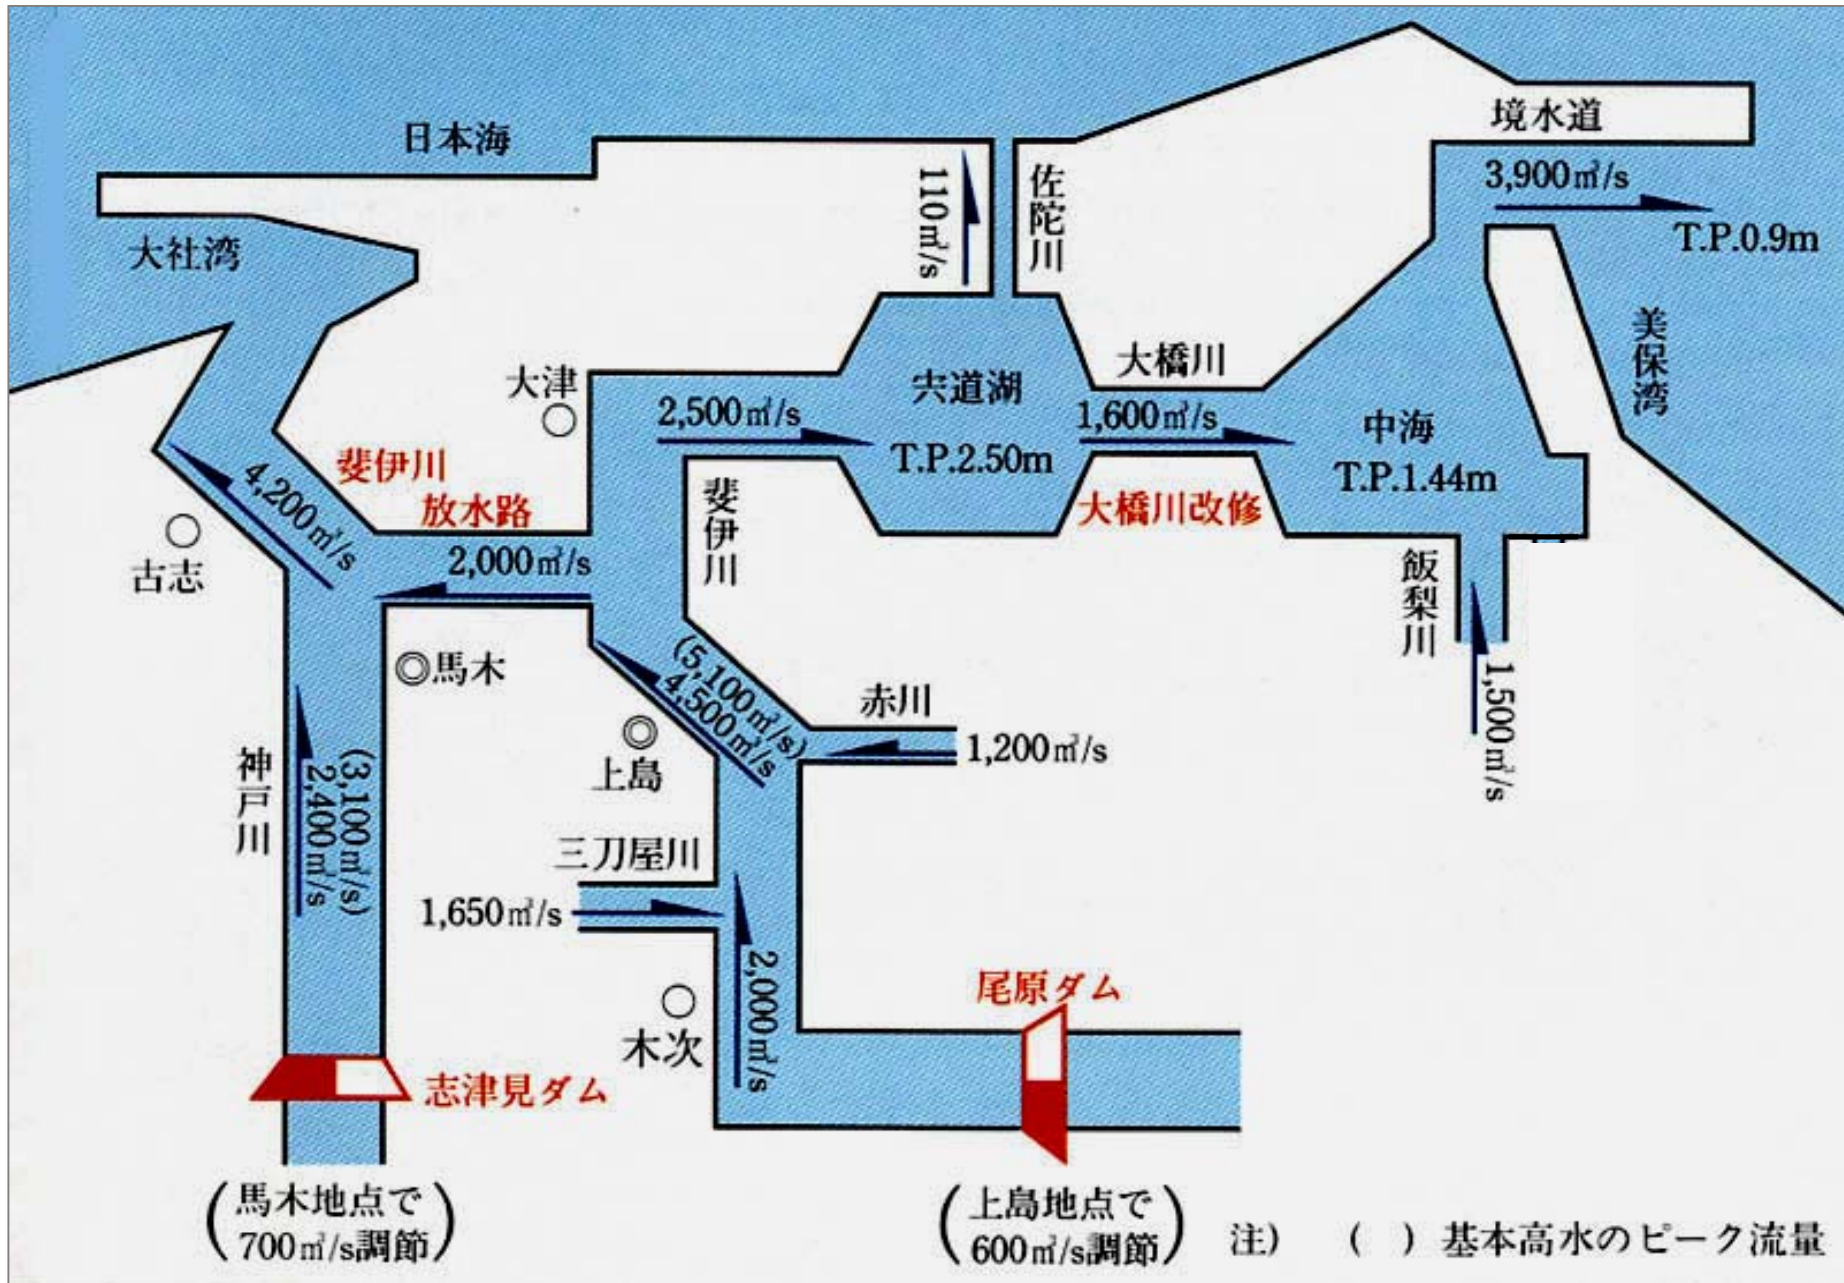 日本海
境水道
3,900㎥/s
T.P.0.9m
大社湾
110㎥/s
佐陀川
美保湾
大津
2,500㎥/s
宍道湖
T.P.2.50m
大橋川
1,600㎥/s
中海
T.P.1.44m
大橋川改修
斐伊川
放水路
4,200㎥/s
古志
2,000㎥/s
斐伊川
飯梨川
1,500㎥/s
馬木
(5,100㎥/s)
4,500㎥/s
赤川
1,200㎥/s
上島
神戸川
(3,100㎥/s)
2,400㎥/s
三刀屋川
1,650㎥/s
2,000㎥/s
木次
尾原ダム
志津見ダム
(馬木地点で
700㎥/s調節)
(上島地点で
600㎥/s調節)
注) ( )基本高水のピーク流量